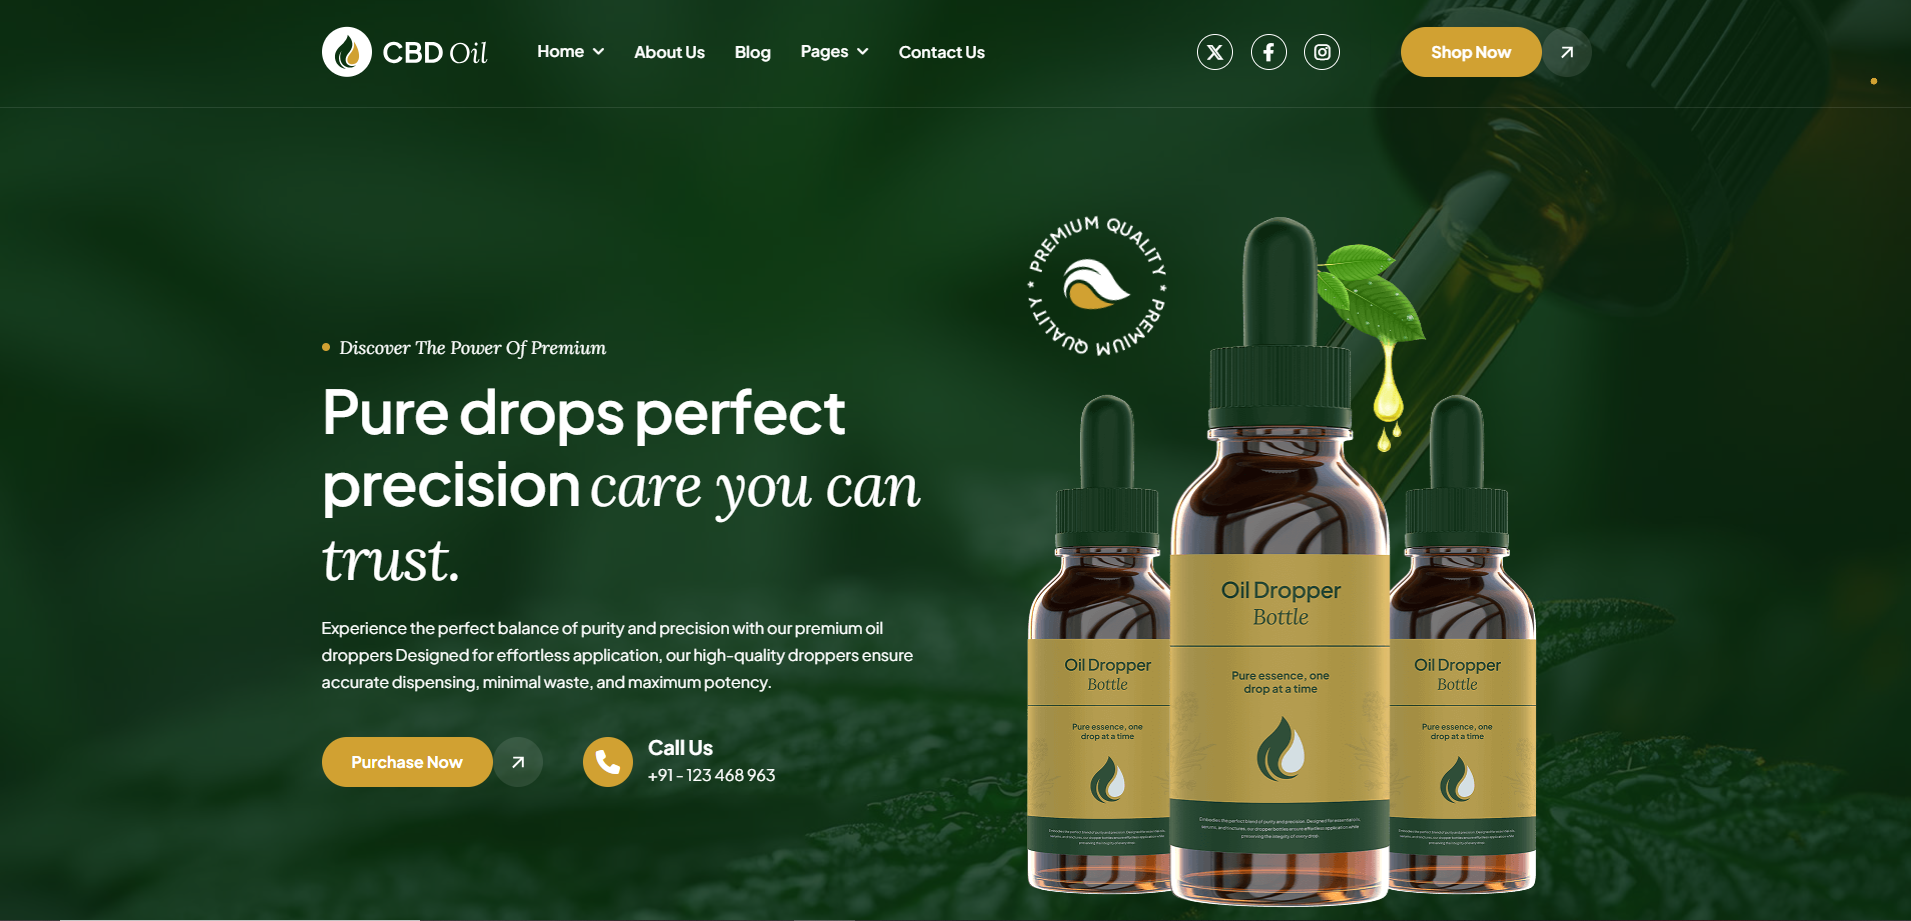 CBD Oil
Home
About Us
Blog
Pages
Contact Us
Shop Now
PREMIUM QUALITY * PREMIUM QUALITY *
Discover The Power Of Premium
Pure drops perfect
precision care you can
trust.
Experience the perfect balance of purity and precision with our premium oil
droppers Designed for effortless application, our high-quality droppers ensure
accurate dispensing, minimal waste, and maximum potency.
Purchase Now
Call Us
+91 - 123 468 963
Oil Dropper
Bottle
Pure essence, one
drop at a time
Oil Dropper
Bottle
Pure essence, one
drop at a time
Oil Dropper
Bottle
Pure essence, one
drop at a time